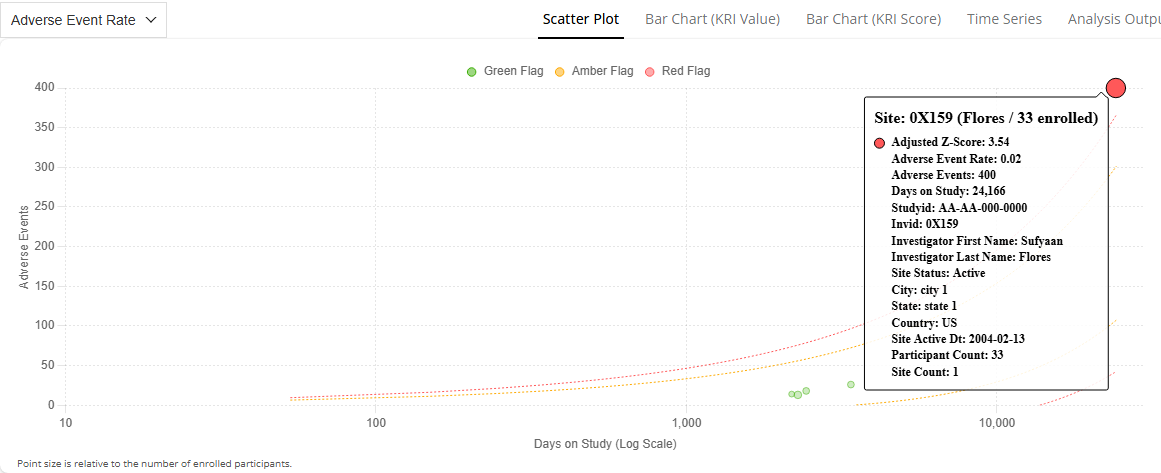 Adverse Event Rate
Scatter Plot
Bar Chart (KRI Value)
Bar Chart (KRI Score)
Time Series
Analysis Outpu
Green Flag
Amber Flag
Red Flag
400
350
300
250
200
150
100
50
0
Adverse Events
10
100
1,000
10,000
Days on Study (Log Scale)
Site: 0X159 (Flores / 33 enrolled)
Adjusted Z-Score: 3.54
Adverse Event Rate: 0.02
Adverse Events: 400
Days on Study: 24,166
Studyid: AA-AA-000-0000
Invid: 0X159
Investigator First Name: Sufyaan
Investigator Last Name: Flores
Site Status: Active
City: city 1
State: state 1
Country: US
Site Active Dt: 2004-02-13
Participant Count: 33
Site Count: 1
Point size is relative to the number of enrolled participants.